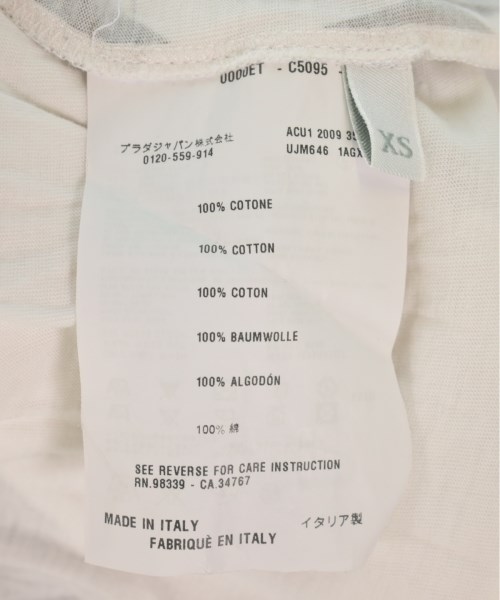 - C5095 -
XS
プラダジャパン株式会社
0120-559-914
ACU1 2009
UJM646 1AGX
100% COTONE
100% COTTON
100% COTON
100% BAUMWOLLE
100% ALGODÓN
100% 綿
SEE REVERSE FOR CARE INSTRUCTION
RN.98339 - CA.34767
MADE IN ITALY
イタリア製
FABRIQUÈ EN ITALY